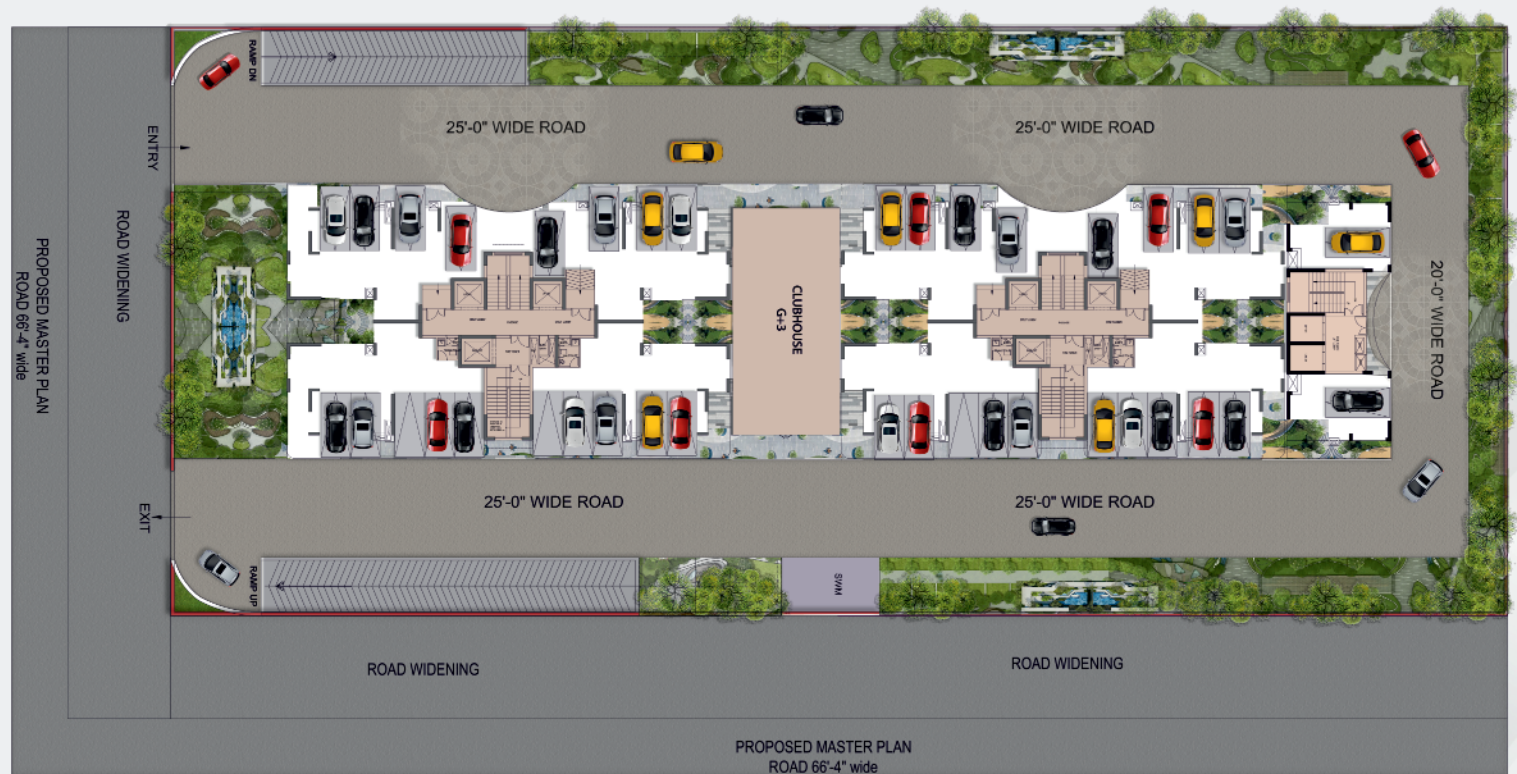 RAMP DN
25'-0" WIDE ROAD
25'-0" WIDE ROAD
ENTRY
ROAD WIDENING
PROPOSED MASTER PLAN
ROAD 66'-4" wide
CLUBHOUSE
G+3
20'-0" WIDE ROAD
25'-0" WIDE ROAD
25'-0" WIDE ROAD
EXIT
RAMP UP
SWM
ROAD WIDENING
ROAD WIDENING
PROPOSED MASTER PLAN
ROAD 66'-4" wide